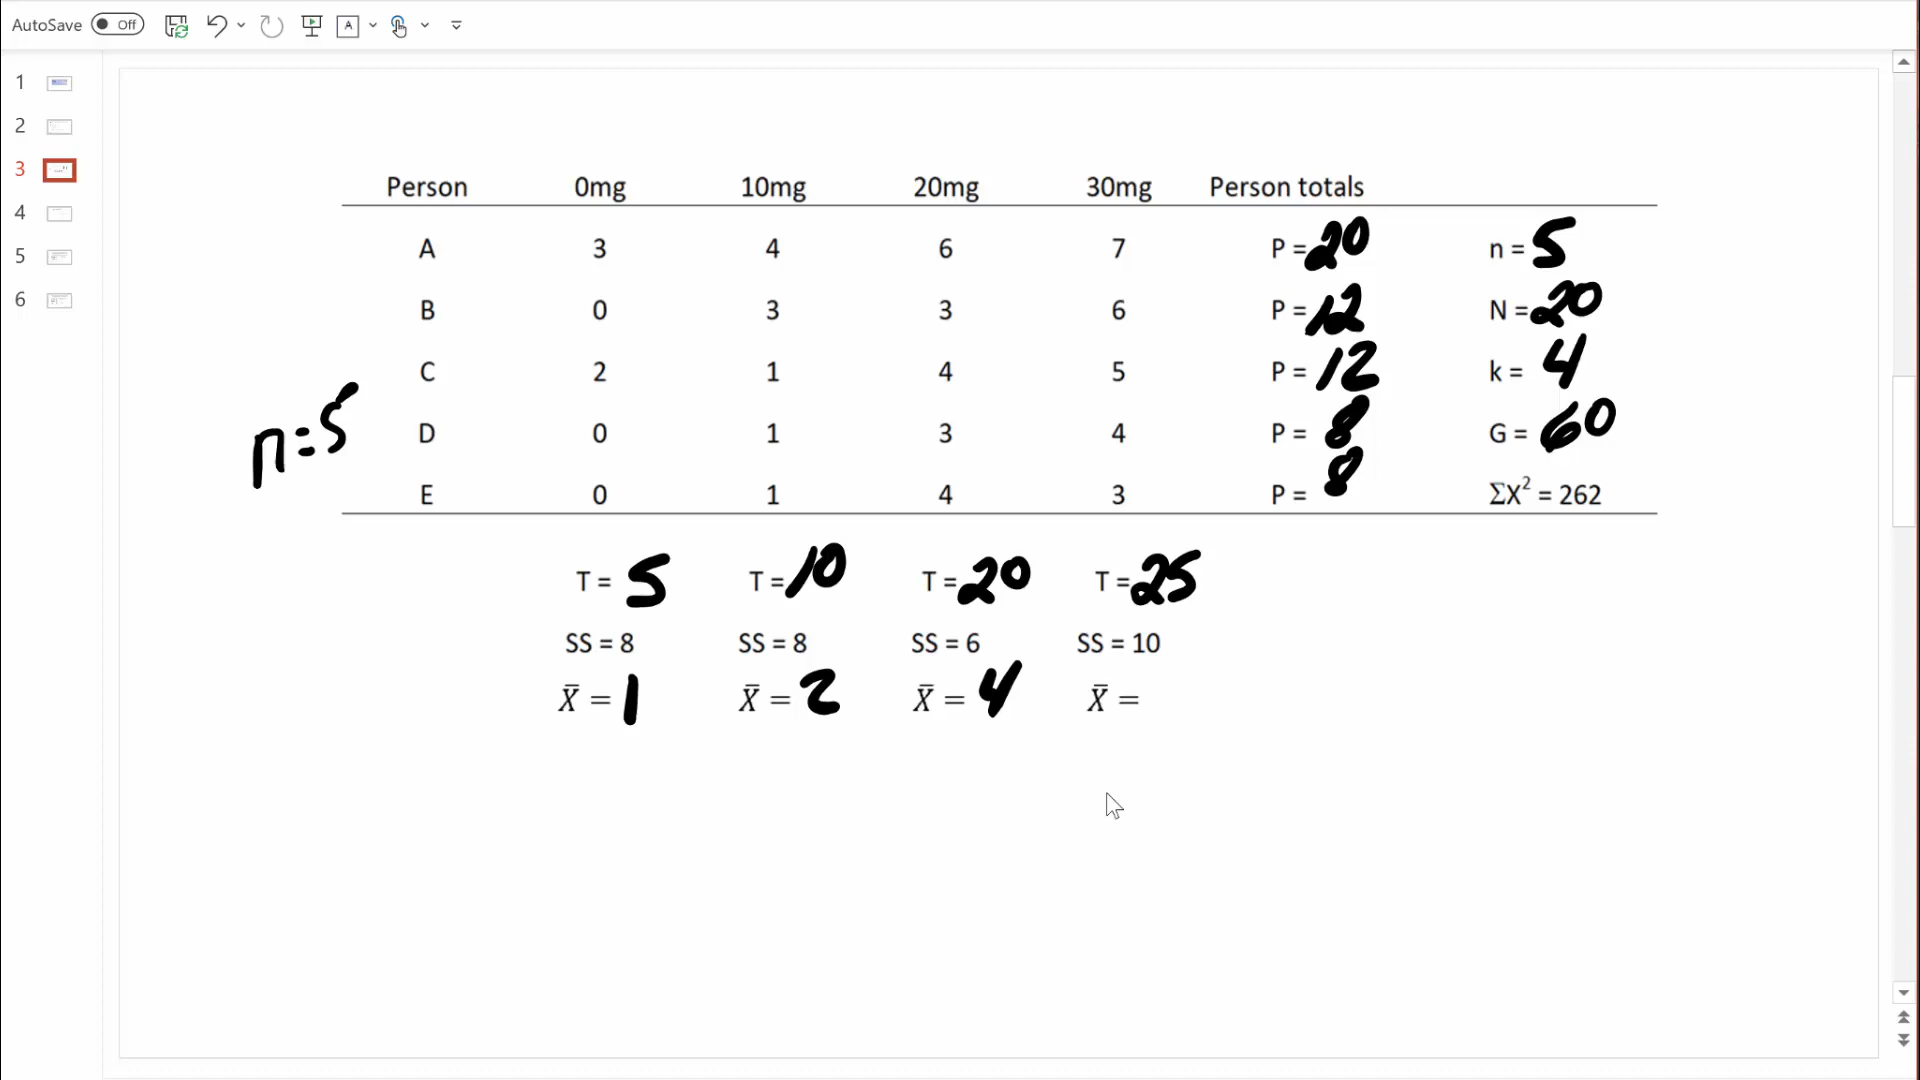 AutoSave Off
1
2
3
4
5
6
Person 0mg 10mg 20mg 30mg Person totals
A 3 4 6 7 P = 20 n = 5
B 0 3 3 6 P = 12 N = 20
C 2 1 4 5 P = 12 k = 4
D 0 1 3 4 P = 8 G = 60
E 0 1 4 3 P = 8 ΣX² = 262
n = 5
T = 5 T = 10 T = 20 T = 25
SS = 8 SS = 8 SS = 6 SS = 10
X̄ = 1 X̄ = 2 X̄ = 4 X̄ =